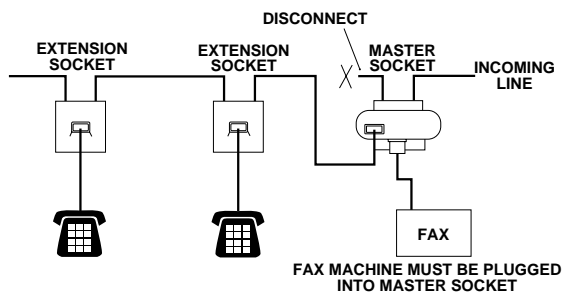 DISCONNECT
EXTENSION
SOCKET
EXTENSION
SOCKET
MASTER
SOCKET
INCOMING
LINE
FAX
FAX MACHINE MUST BE PLUGGED
INTO MASTER SOCKET